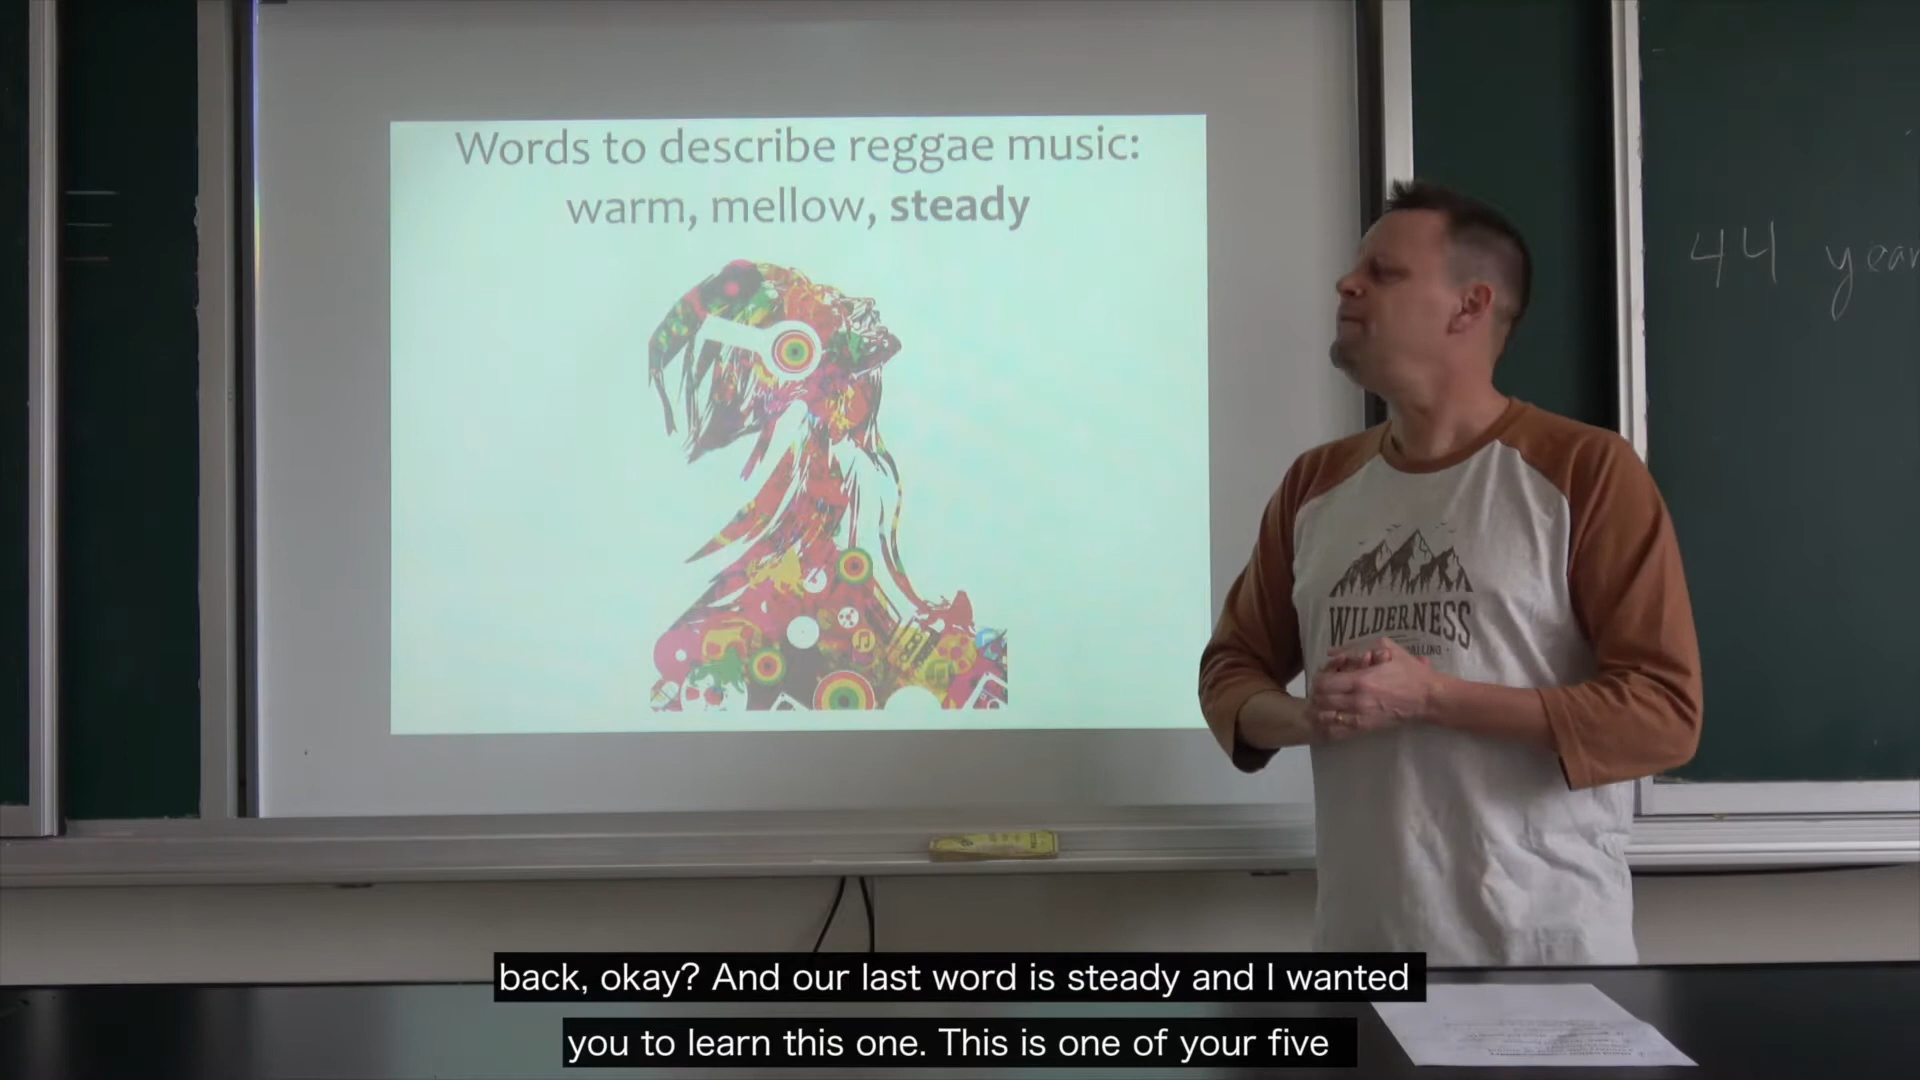 Words to describe reggae music:
warm, mellow, steady
44 year
WILDERNESS
back, okay? And our last word is steady and I wanted
you to learn this one. This is one of your five